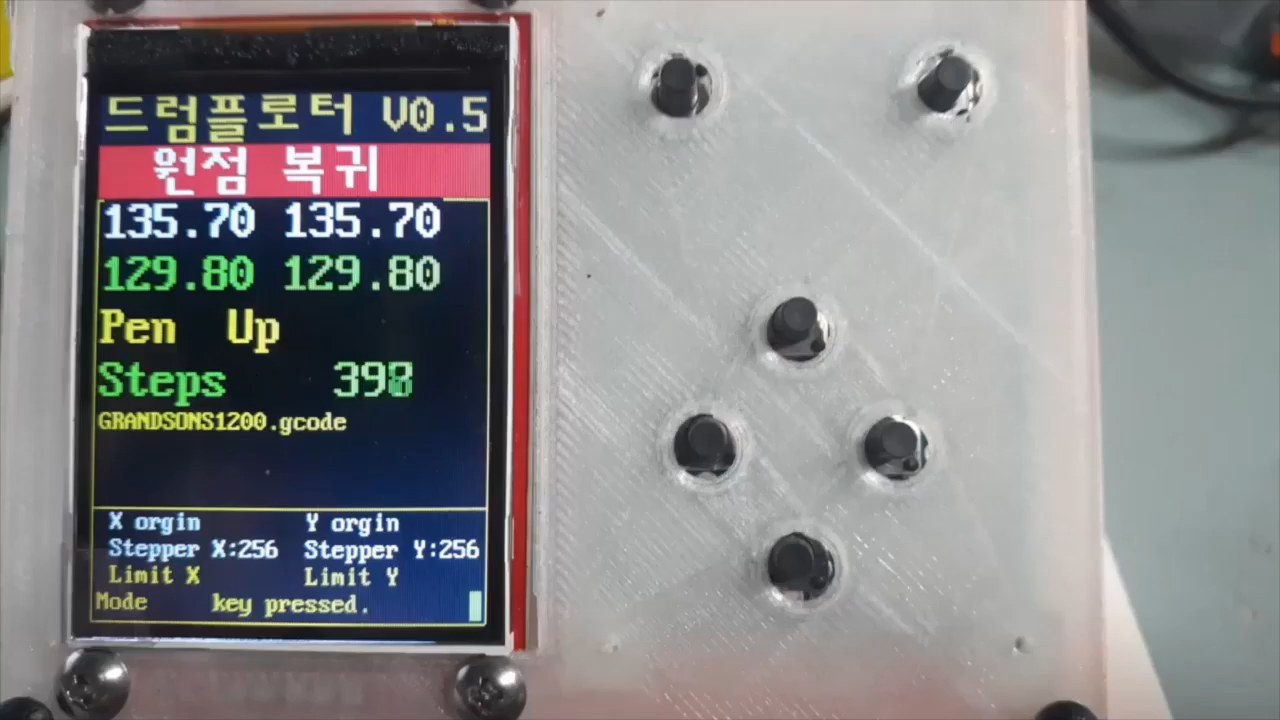 드럼플로터 V0.5
원점 복귀
135.70 135.70
129.80 129.80
Pen Up
Steps
GRANDSONS1200.gcode
X orgin Y orgin
Stepper X:256 Stepper Y:256
Limit X Limit Y
Mode key pressed.